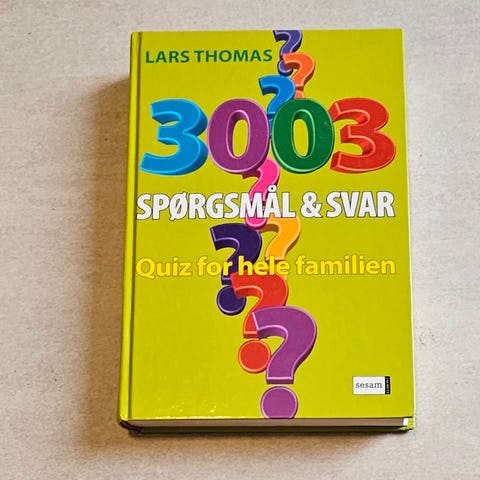 LARS THOMAS
3003
SPØRGSMÅL & SVAR
Quiz for hele familien
sesam